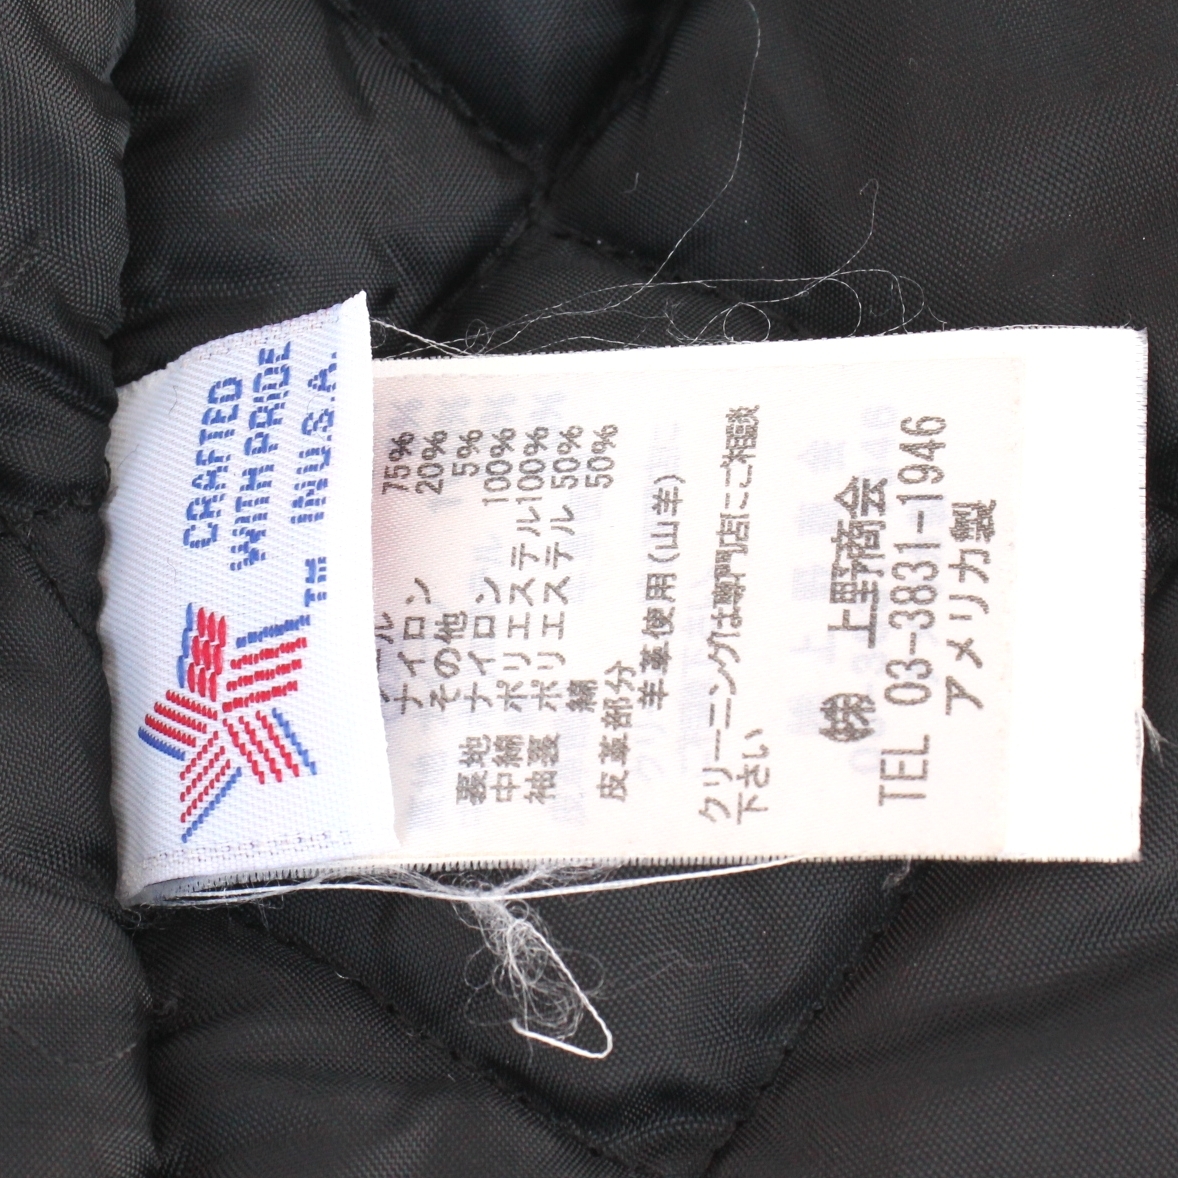 CRAFTED
WITH PRIDE
IN U.S.A.
TM
ール 75%
ナイロン 20%
その他 5%
裏地 ナイロン 100%
中綿 ポリエステル 100%
袖裏 ポリエステル 50%
綿 50%
皮革部分
羊革使用(山羊)
クリーニングは専門店にご相談
下さい
㈱ 上野商会
TEL 03-3831-1946
アメリカ製